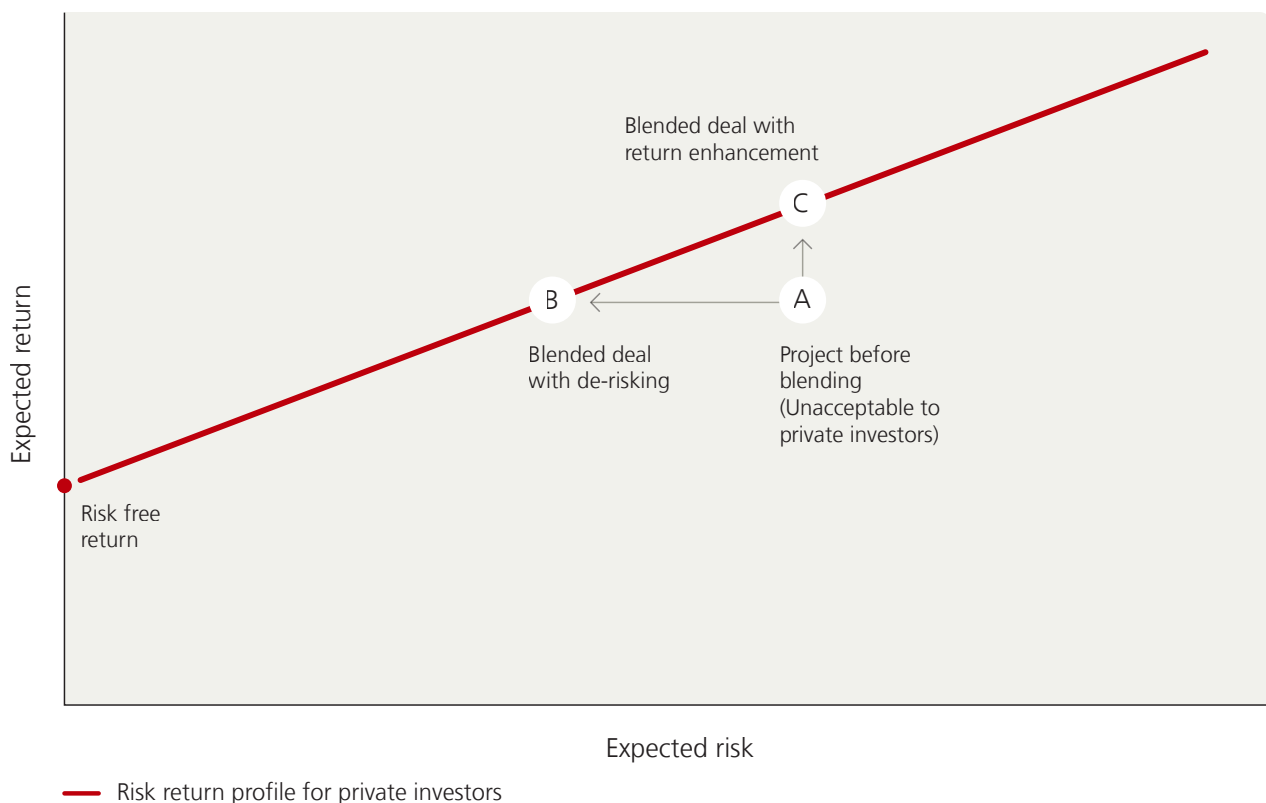 Expected return
Blended deal with
return enhancement
C
B
A
Blended deal
with de-risking
Project before
blending
(Unacceptable to
private investors)
Risk free
return
Expected risk
Risk return profile for private investors